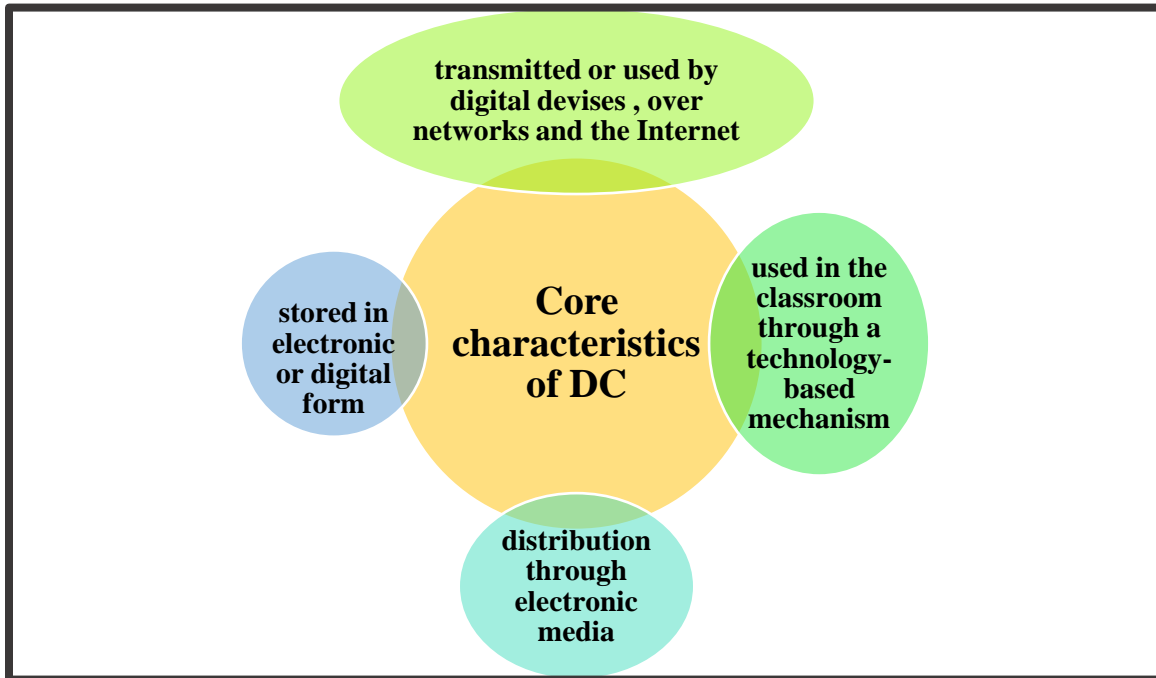 transmitted or used by
digital devises , over
networks and the Internet
Core
characteristics
of DC
used in the
classroom
through a
technology-
based
mechanism
distribution
through
electronic
media
stored in
electronic
or digital
form